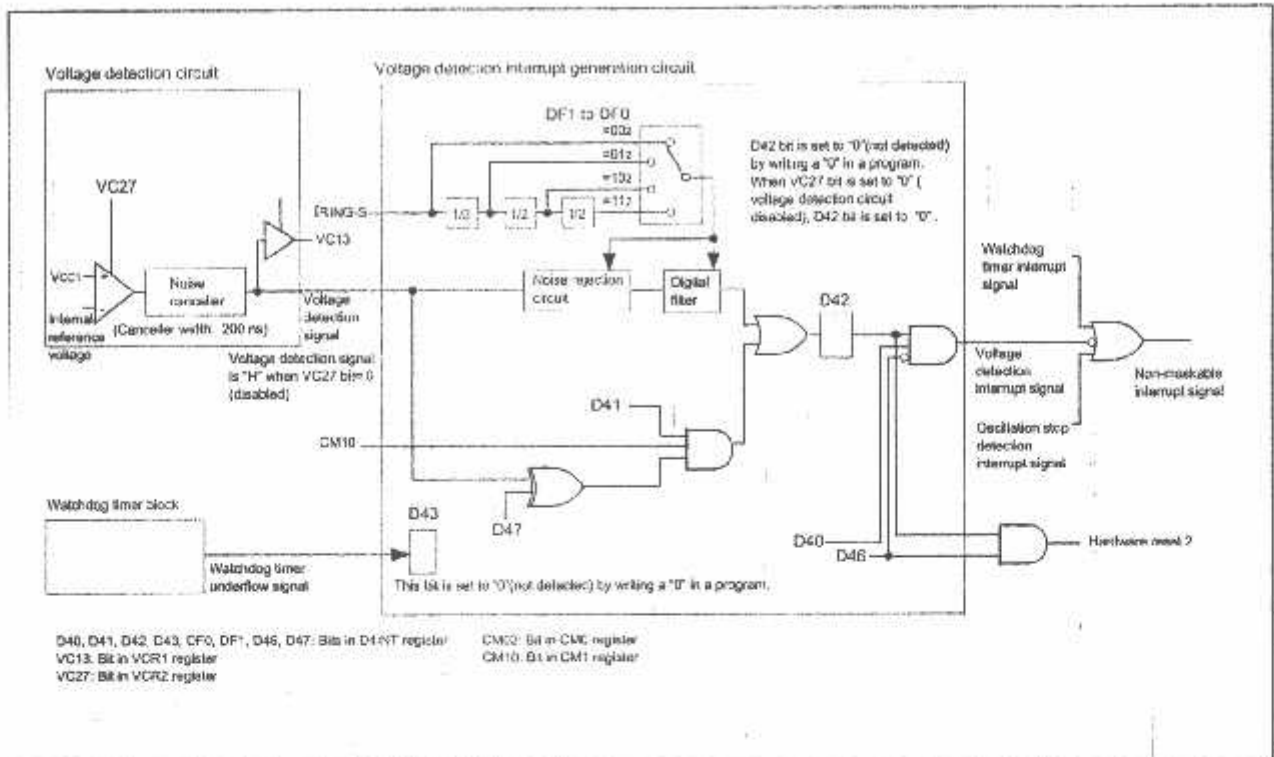 Voltage detection circuit
Voltage detection interrupt generation circuit
DF1 to DF0
=00₂
=01₂
=10₂
=11₂
D42 bit is set to "0"(not detected)
by writing a "0" in a program.
When VC27 bit is set to "0" (
voltage detection circuit
disabled), D42 bit is set to "0".
VC27
1/2
1/2
VC13
Watchdog
timer interrupt
signal
Vcc1
+
Noise
canceller
Noise rejection
circuit
Digital
filter
D42
Internal
reference
voltage
(Canceller width: 200 ns)
Voltage
detection
signal
Voltage detection signal
is "H" when VC27 bit= 0
(disabled)
Voltage
detection
interrupt signal
Non-maskable
interrupt signal
D41
CM10
Oscillation stop
detection
interrupt signal
Watchdog timer block
D43
D47
D40
D46
Hardware reset 2
Watchdog timer
underflow signal
This bit is set to "0"(not detected) by writing a "0" in a program.
D40, D41, D42, D43, DF0, DF1, D46, D47: Bits in D4INT register
CM02: Bit in CM0 register
VC13: Bit in VCR1 register
CM10: Bit in CM1 register
VC27: Bit in VCR2 register